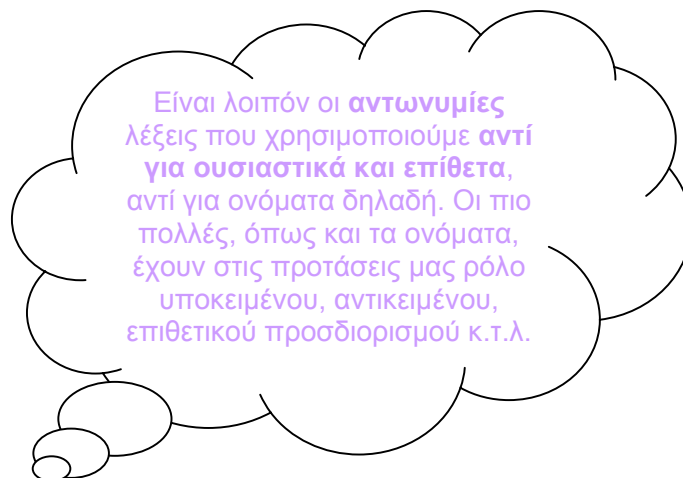 Είναι λοιπόν οι αντωνυμίες
λέξεις που χρησιμοποιούμε αντί
για ουσιαστικά και επίθετα,
αντί για ονόματα δηλαδή. Οι πιο
πολλές, όπως και τα ονόματα,
έχουν στις προτάσεις μας ρόλο
υποκειμένου, αντικειμένου,
επιθετικού προσδιορισμού κ.τ.λ.